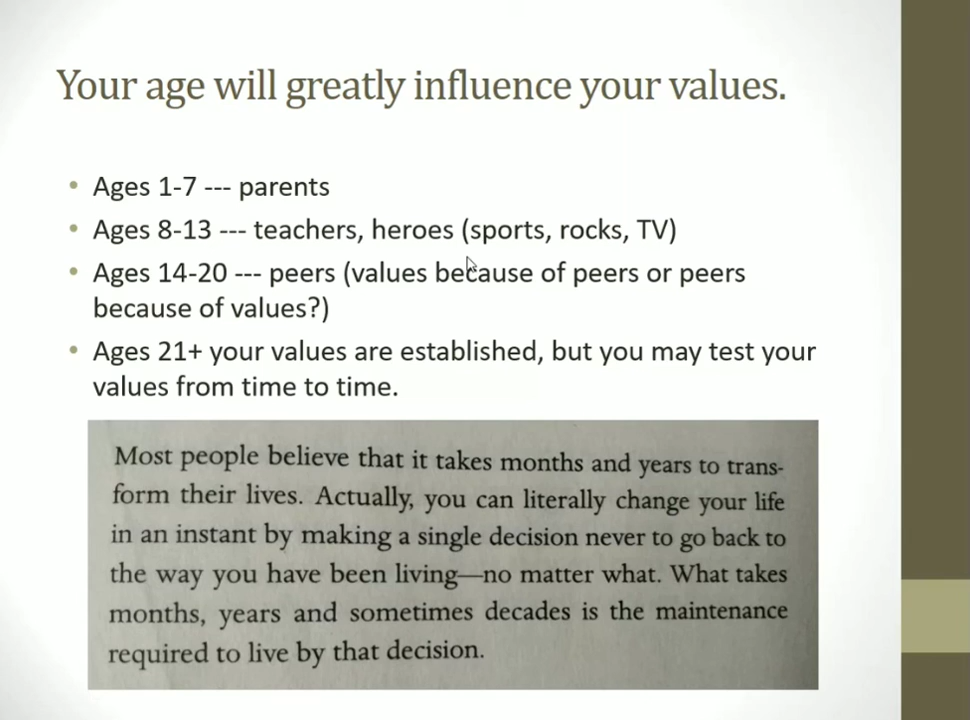 Your age will greatly influence your values.
• Ages 1-7 --- parents
• Ages 8-13 --- teachers, heroes (sports, rocks, TV)
• Ages 14-20 --- peers (values because of peers or peers
because of values?)
• Ages 21+ your values are established, but you may test your
values from time to time.
Most people believe that it takes months and years to trans-
form their lives. Actually, you can literally change your life
in an instant by making a single decision never to go back to
the way you have been living—no matter what. What takes
months, years and sometimes decades is the maintenance
required to live by that decision.